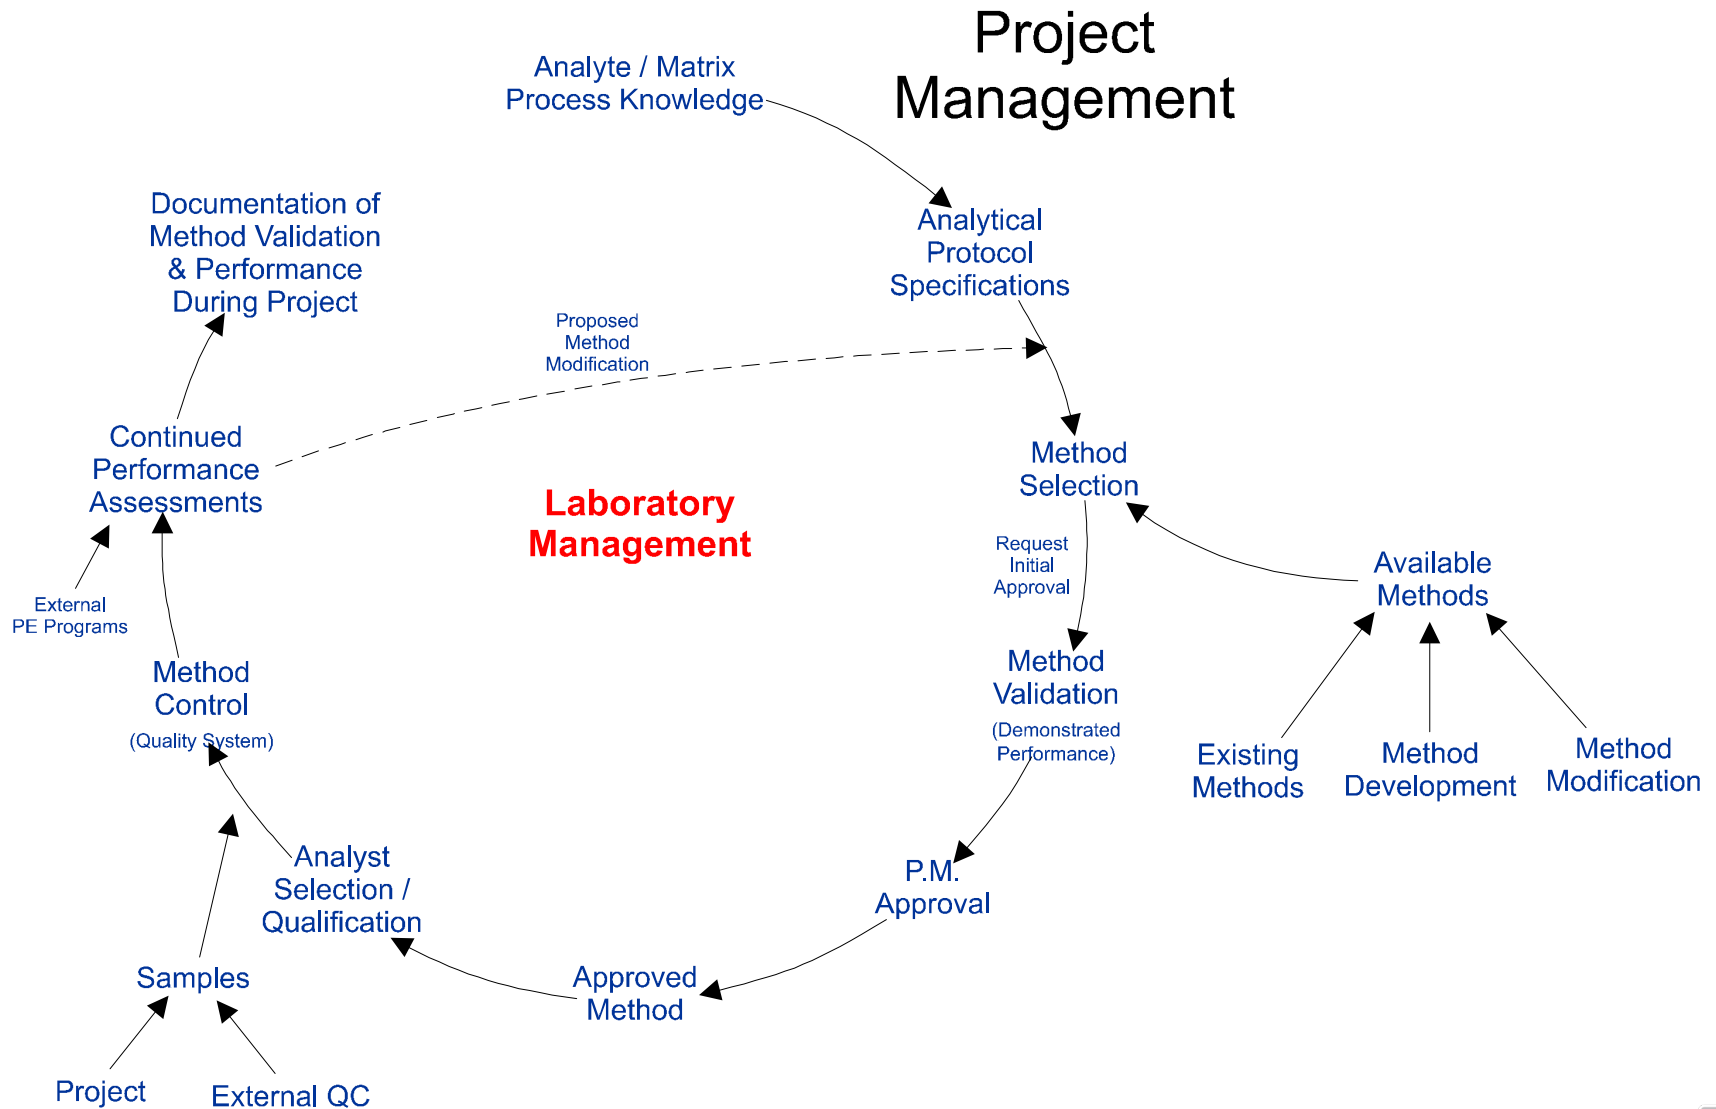 Project
Management
Analyte / Matrix
Process Knowledge
Documentation of
Method Validation
& Performance
During Project
Analytical
Protocol
Specifications
Proposed
Method
Modification
Continued
Performance
Assessments
Method
Selection
Laboratory
Management
Request
Initial
Approval
Available
Methods
External
PE Programs
Method
Control
(Quality System)
Method
Validation
(Demonstrated
Performance)
Existing
Methods
Method
Development
Method
Modification
Analyst
Selection /
Qualification
P.M.
Approval
Samples
Approved
Method
Project
External QC